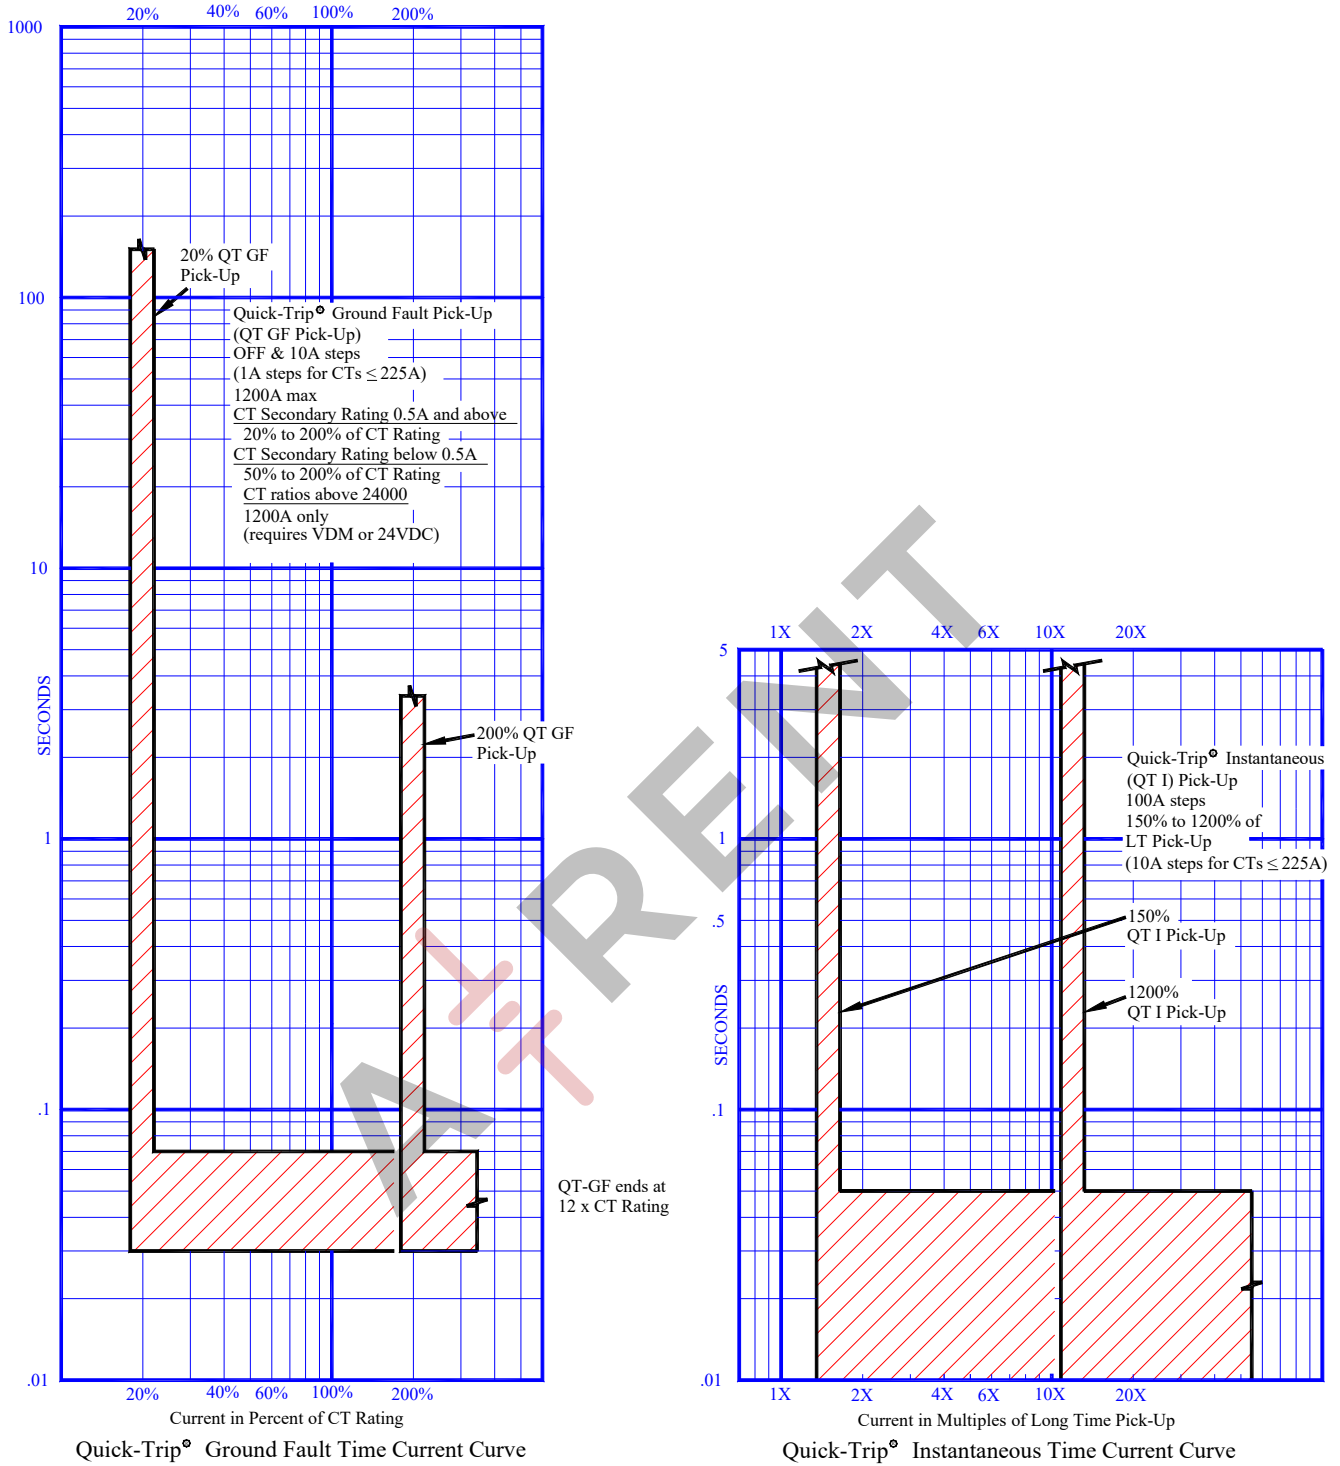 20% 40% 60% 100% 200%
1000
100
10
1
.1
.01
SECONDS
20% QT GF
Pick-Up
Quick-Trip® Ground Fault Pick-Up
(QT GF Pick-Up)
OFF & 10A steps
(1A steps for CTs ≤ 225A)
1200A max
CT Secondary Rating 0.5A and above
20% to 200% of CT Rating
CT Secondary Rating below 0.5A
50% to 200% of CT Rating
CT ratios above 24000
1200A only
(requires VDM or 24VDC)
200% QT GF
Pick-Up
QT-GF ends at
12 x CT Rating
20% 40% 60% 100% 200%
Current in Percent of CT Rating
Quick-Trip® Ground Fault Time Current Curve
A RENT
1X 2X 4X 6X 10X 20X
5
1
.5
.1
.01
SECONDS
Quick-Trip® Instantaneous
(QT I) Pick-Up
100A steps
150% to 1200% of
LT Pick-Up
(10A steps for CTs ≤ 225A)
150%
QT I Pick-Up
1200%
QT I Pick-Up
1X 2X 4X 6X 10X 20X
Current in Multiples of Long Time Pick-Up
Quick-Trip® Instantaneous Time Current Curve